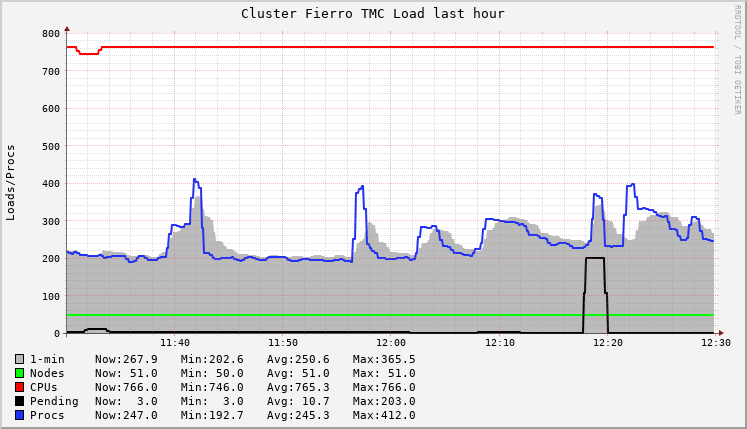 Cluster Fierro TMC Load last hour
RRDTOOL / TOBI OETIKER
Loads/Procs
800
700
600
500
400
300
200
100
0
11:40 11:50 12:00 12:10 12:20 12:30
1-min Now:267.9 Min:202.6 Avg:250.6 Max:365.5
Nodes Now: 51.0 Min: 50.0 Avg: 51.0 Max: 51.0
CPUs Now:766.0 Min:746.0 Avg:765.3 Max:766.0
Pending Now: 3.0 Min: 3.0 Avg: 10.7 Max:203.0
Procs Now:247.0 Min:192.7 Avg:245.3 Max:412.0